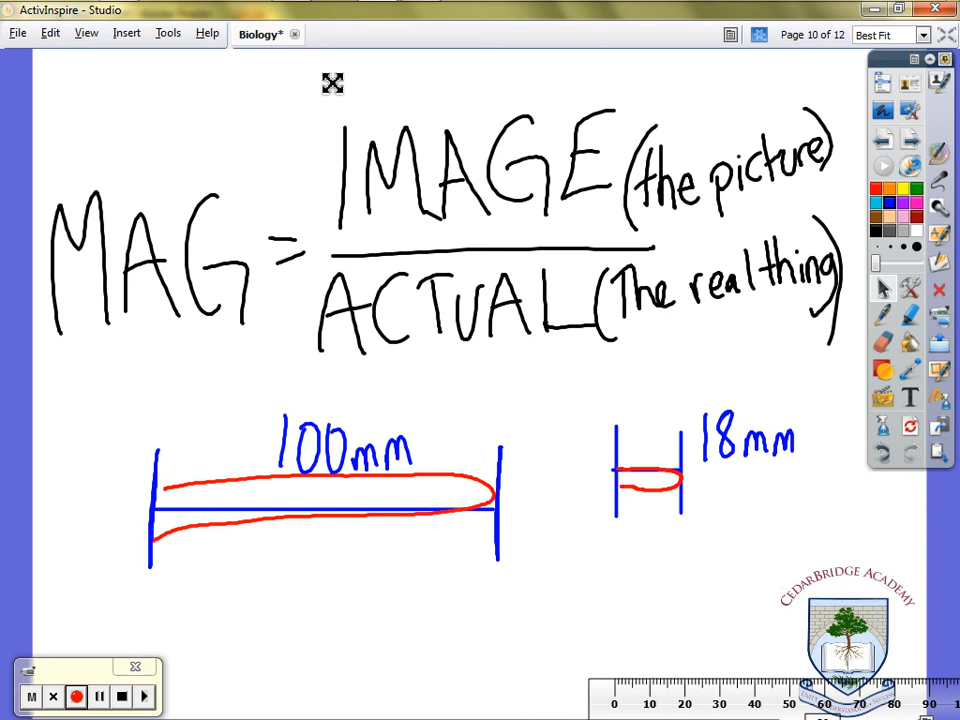 ActivInspire - Studio
File Edit View Insert Tools Help Biology* Page 10 of 12 Best Fit
IMAGE (the picture)
MAG =
ACTUAL (The real thing)
100mm 18mm
CEDARBRIDGE ACADEMY
M
0 10 20 30 40 50 60 70 80 90